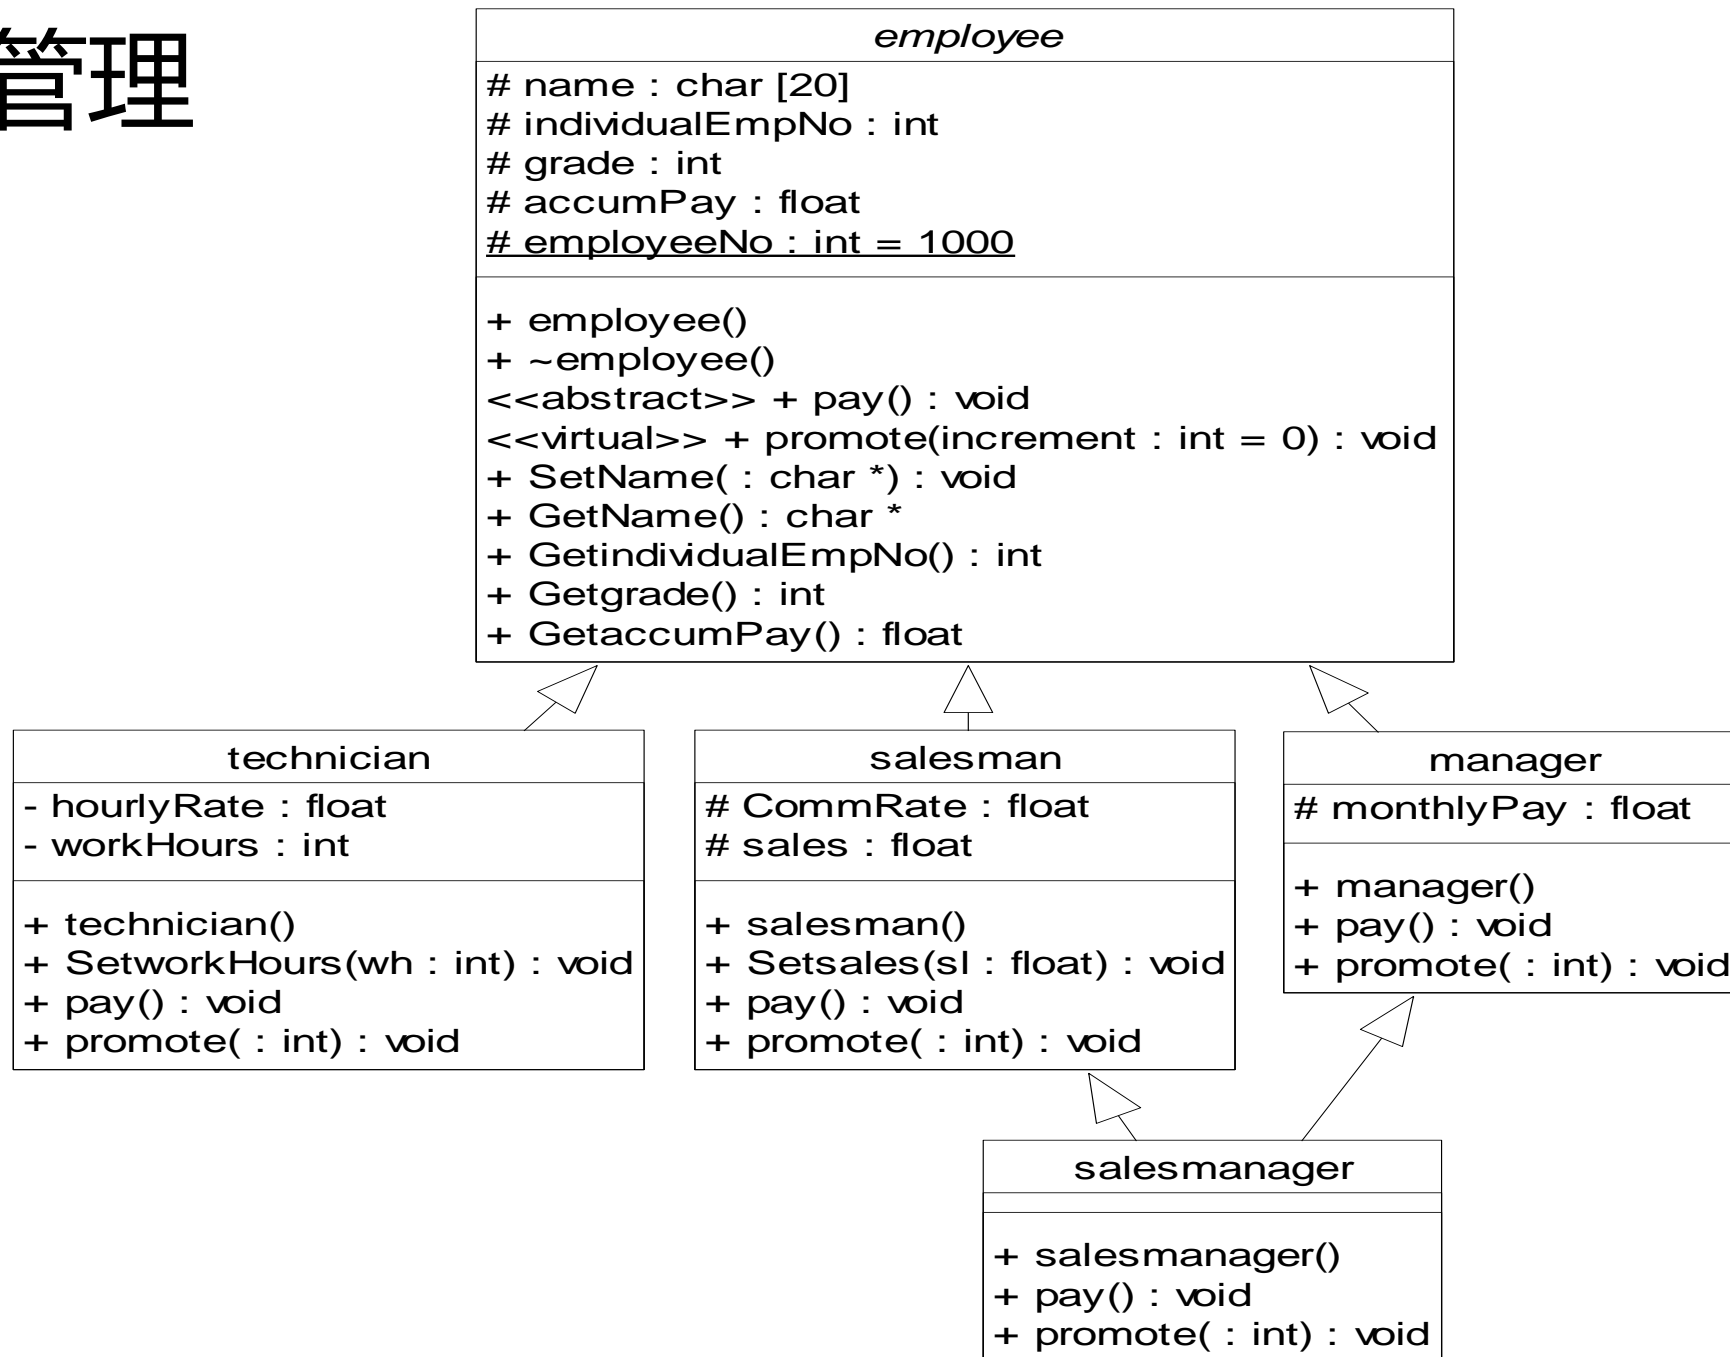 管理
employee
# name : char [20]
# individualEmpNo : int
# grade : int
# accumPay : float
# employeeNo : int = 1000
+ employee()
+ ~employee()
<<abstract>> + pay() : void
<<virtual>> + promote(increment : int = 0) : void
+ SetName( : char *) : void
+ GetName() : char *
+ GetindividualEmpNo() : int
+ Getgrade() : int
+ GetaccumPay() : float
technician
- hourlyRate : float
- workHours : int
+ technician()
+ SetworkHours(wh : int) : void
+ pay() : void
+ promote( : int) : void
salesman
# CommRate : float
# sales : float
+ salesman()
+ Setsales(sl : float) : void
+ pay() : void
+ promote( : int) : void
manager
# monthlyPay : float
+ manager()
+ pay() : void
+ promote( : int) : void
salesmanager
+ salesmanager()
+ pay() : void
+ promote( : int) : void